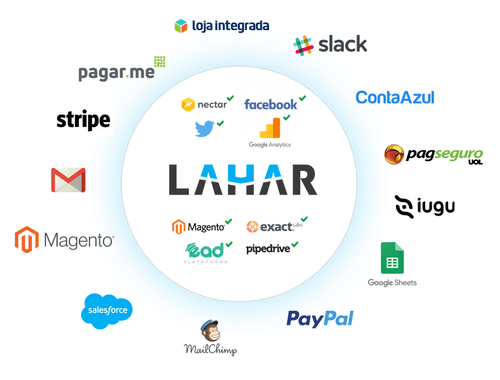 loja integrada
slack
pagar.me
ContaAzul
nectar
facebook
stripe
Google Analytics
pagseguro
UOL
LAHAR
iugu
Magento
exact sales
Magento®
ead
PLATAFORMA
pipedrive
Google Sheets
salesforce
PayPal
MailChimp